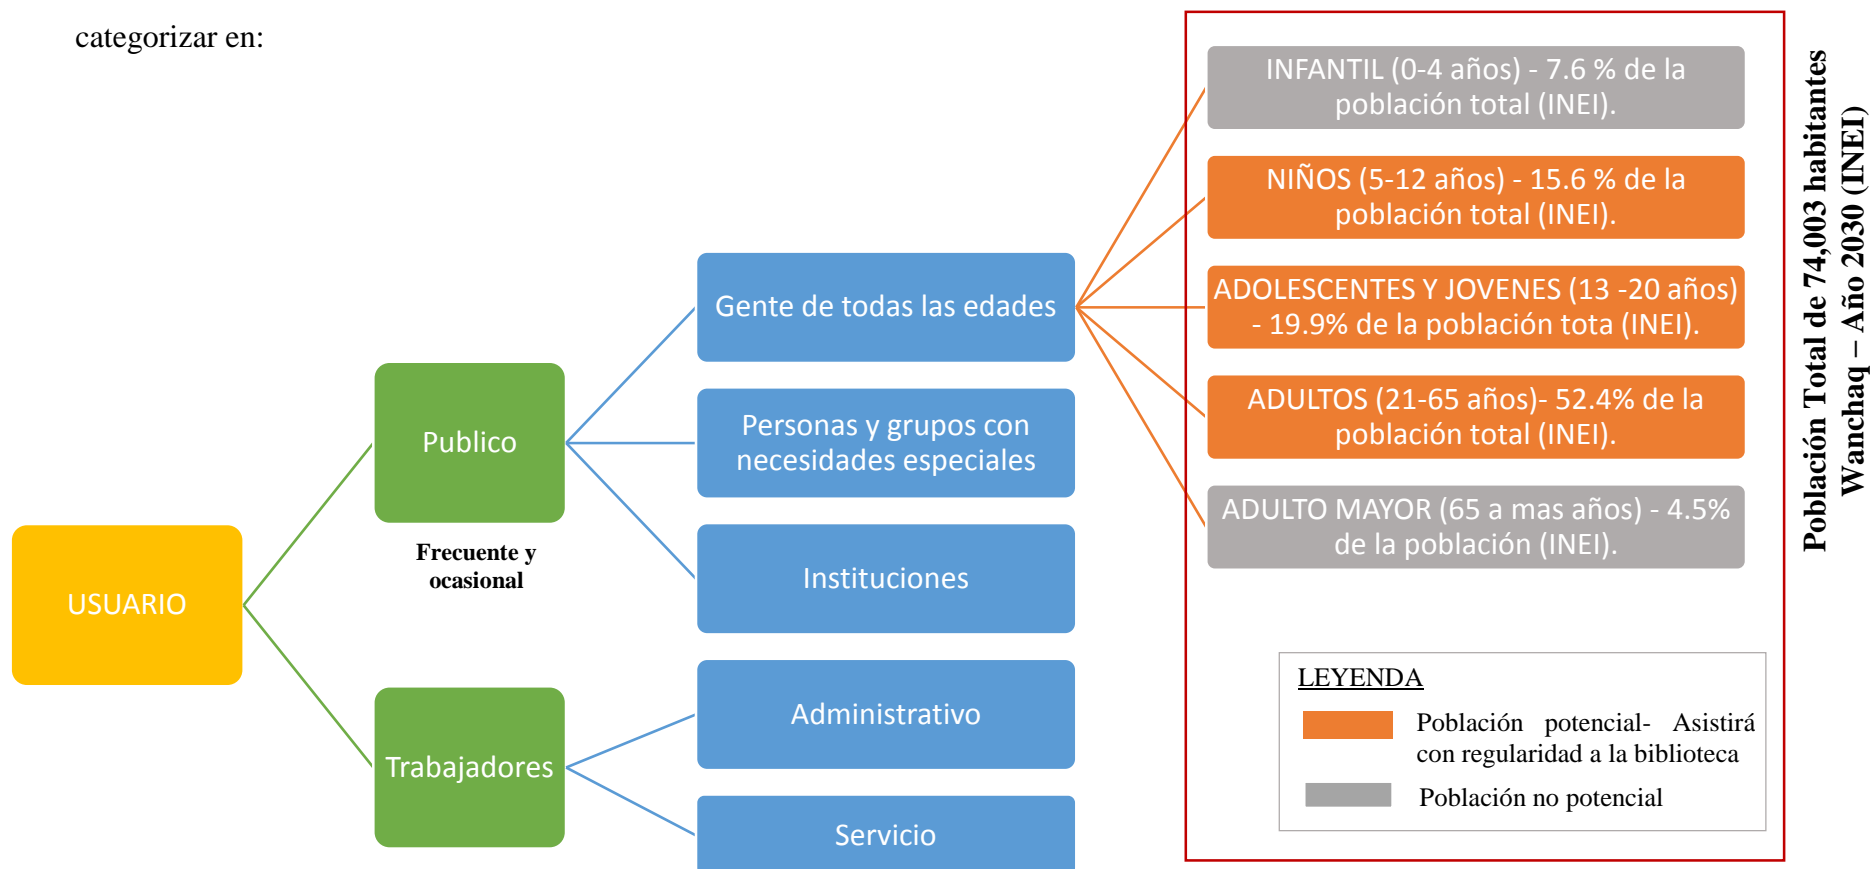 categorizar en:
USUARIO
Publico
Frecuente y
ocasional
Trabajadores
Gente de todas las edades
Personas y grupos con
necesidades especiales
Instituciones
Administrativo
Servicio
INFANTIL (0-4 años) - 7.6 % de la
población total (INEI).
NIÑOS (5-12 años) - 15.6 % de la
población total (INEI).
ADOLESCENTES Y JOVENES (13 -20 años)
- 19.9% de la población tota (INEI).
ADULTOS (21-65 años)- 52.4% de la
población total (INEI).
ADULTO MAYOR (65 a mas años) - 4.5%
de la población (INEI).
LEYENDA
Población potencial- Asistirá
con regularidad a la biblioteca
Población no potencial
Población Total de 74,003 habitantes
Wanchaq – Año 2030 (INEI)